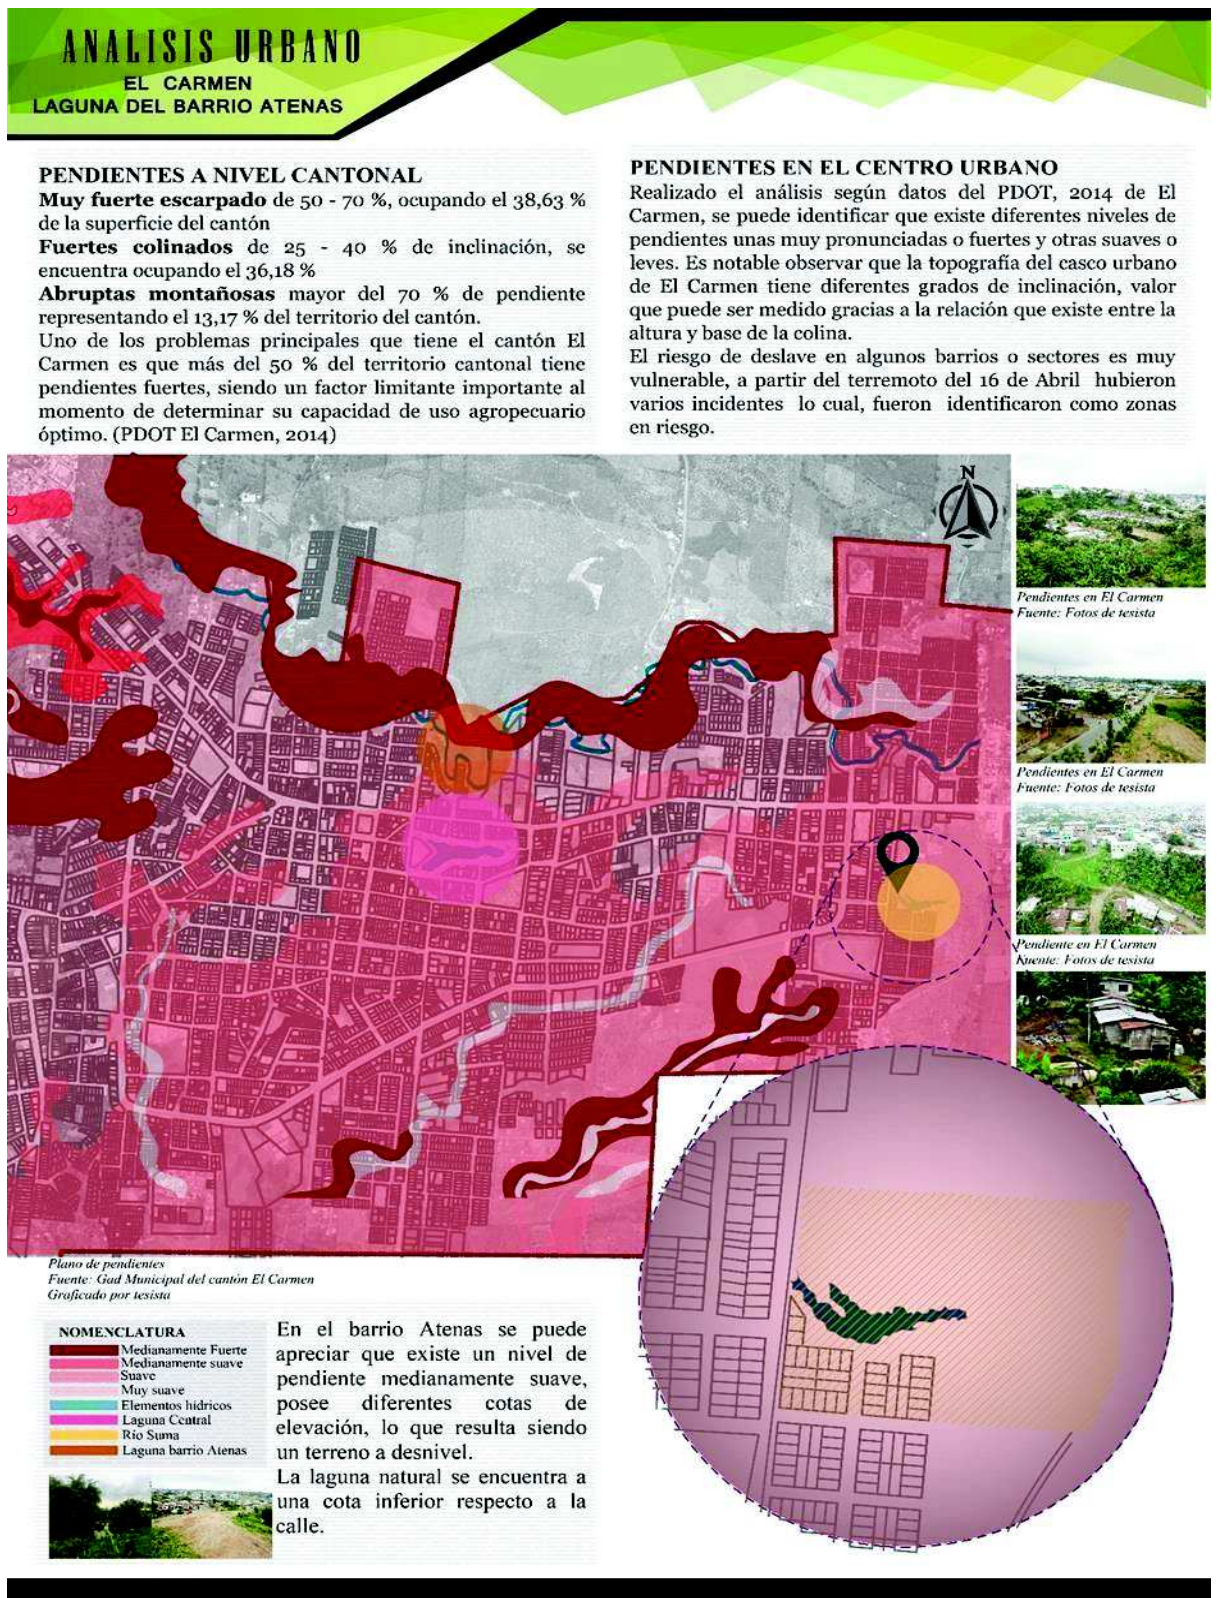 ANALISIS URBANO
EL CARMEN
LAGUNA DEL BARRIO ATENAS
PENDIENTES A NIVEL CANTONAL
Muy fuerte escarpado de 50 - 70 %, ocupando el 38,63 %
de la superficie del cantón
Fuertes colinados de 25 - 40 % de inclinación, se
encuentra ocupando el 36,18 %
Abruptas montañosas mayor del 70 % de pendiente
representando el 13,17 % del territorio del cantón.
Uno de los problemas principales que tiene el cantón El
Carmen es que más del 50 % del territorio cantonal tiene
pendientes fuertes, siendo un factor limitante importante al
momento de determinar su capacidad de uso agropecuario
óptimo. (PDOT El Carmen, 2014)
PENDIENTES EN EL CENTRO URBANO
Realizado el análisis según datos del PDOT, 2014 de El
Carmen, se puede identificar que existe diferentes niveles de
pendientes unas muy pronunciadas o fuertes y otras suaves o
leves. Es notable observar que la topografía del casco urbano
de El Carmen tiene diferentes grados de inclinación, valor
que puede ser medido gracias a la relación que existe entre la
altura y base de la colina.
El riesgo de deslave en algunos barrios o sectores es muy
vulnerable, a partir del terremoto del 16 de Abril hubieron
varios incidentes lo cual, fueron identificaron como zonas
en riesgo.
N
Pendientes en El Carmen
Fuente: Fotos de tesista
Pendientes en El Carmen
Fuente: Fotos de tesista
Pendiente en El Carmen
Fuente: Fotos de tesista
Plano de pendientes
Fuente: Gad Municipal del cantón El Carmen
Graficado por tesista
NOMENCLATURA
Medianamente Fuerte
Medianamente suave
Suave
Muy suave
Elementos hídricos
Laguna Central
Río Suma
Laguna barrio Atenas
En el barrio Atenas se puede
apreciar que existe un nivel de
pendiente medianamente suave,
posee diferentes cotas de
elevación, lo que resulta siendo
un terreno a desnivel.
La laguna natural se encuentra a
una cota inferior respecto a la
calle.